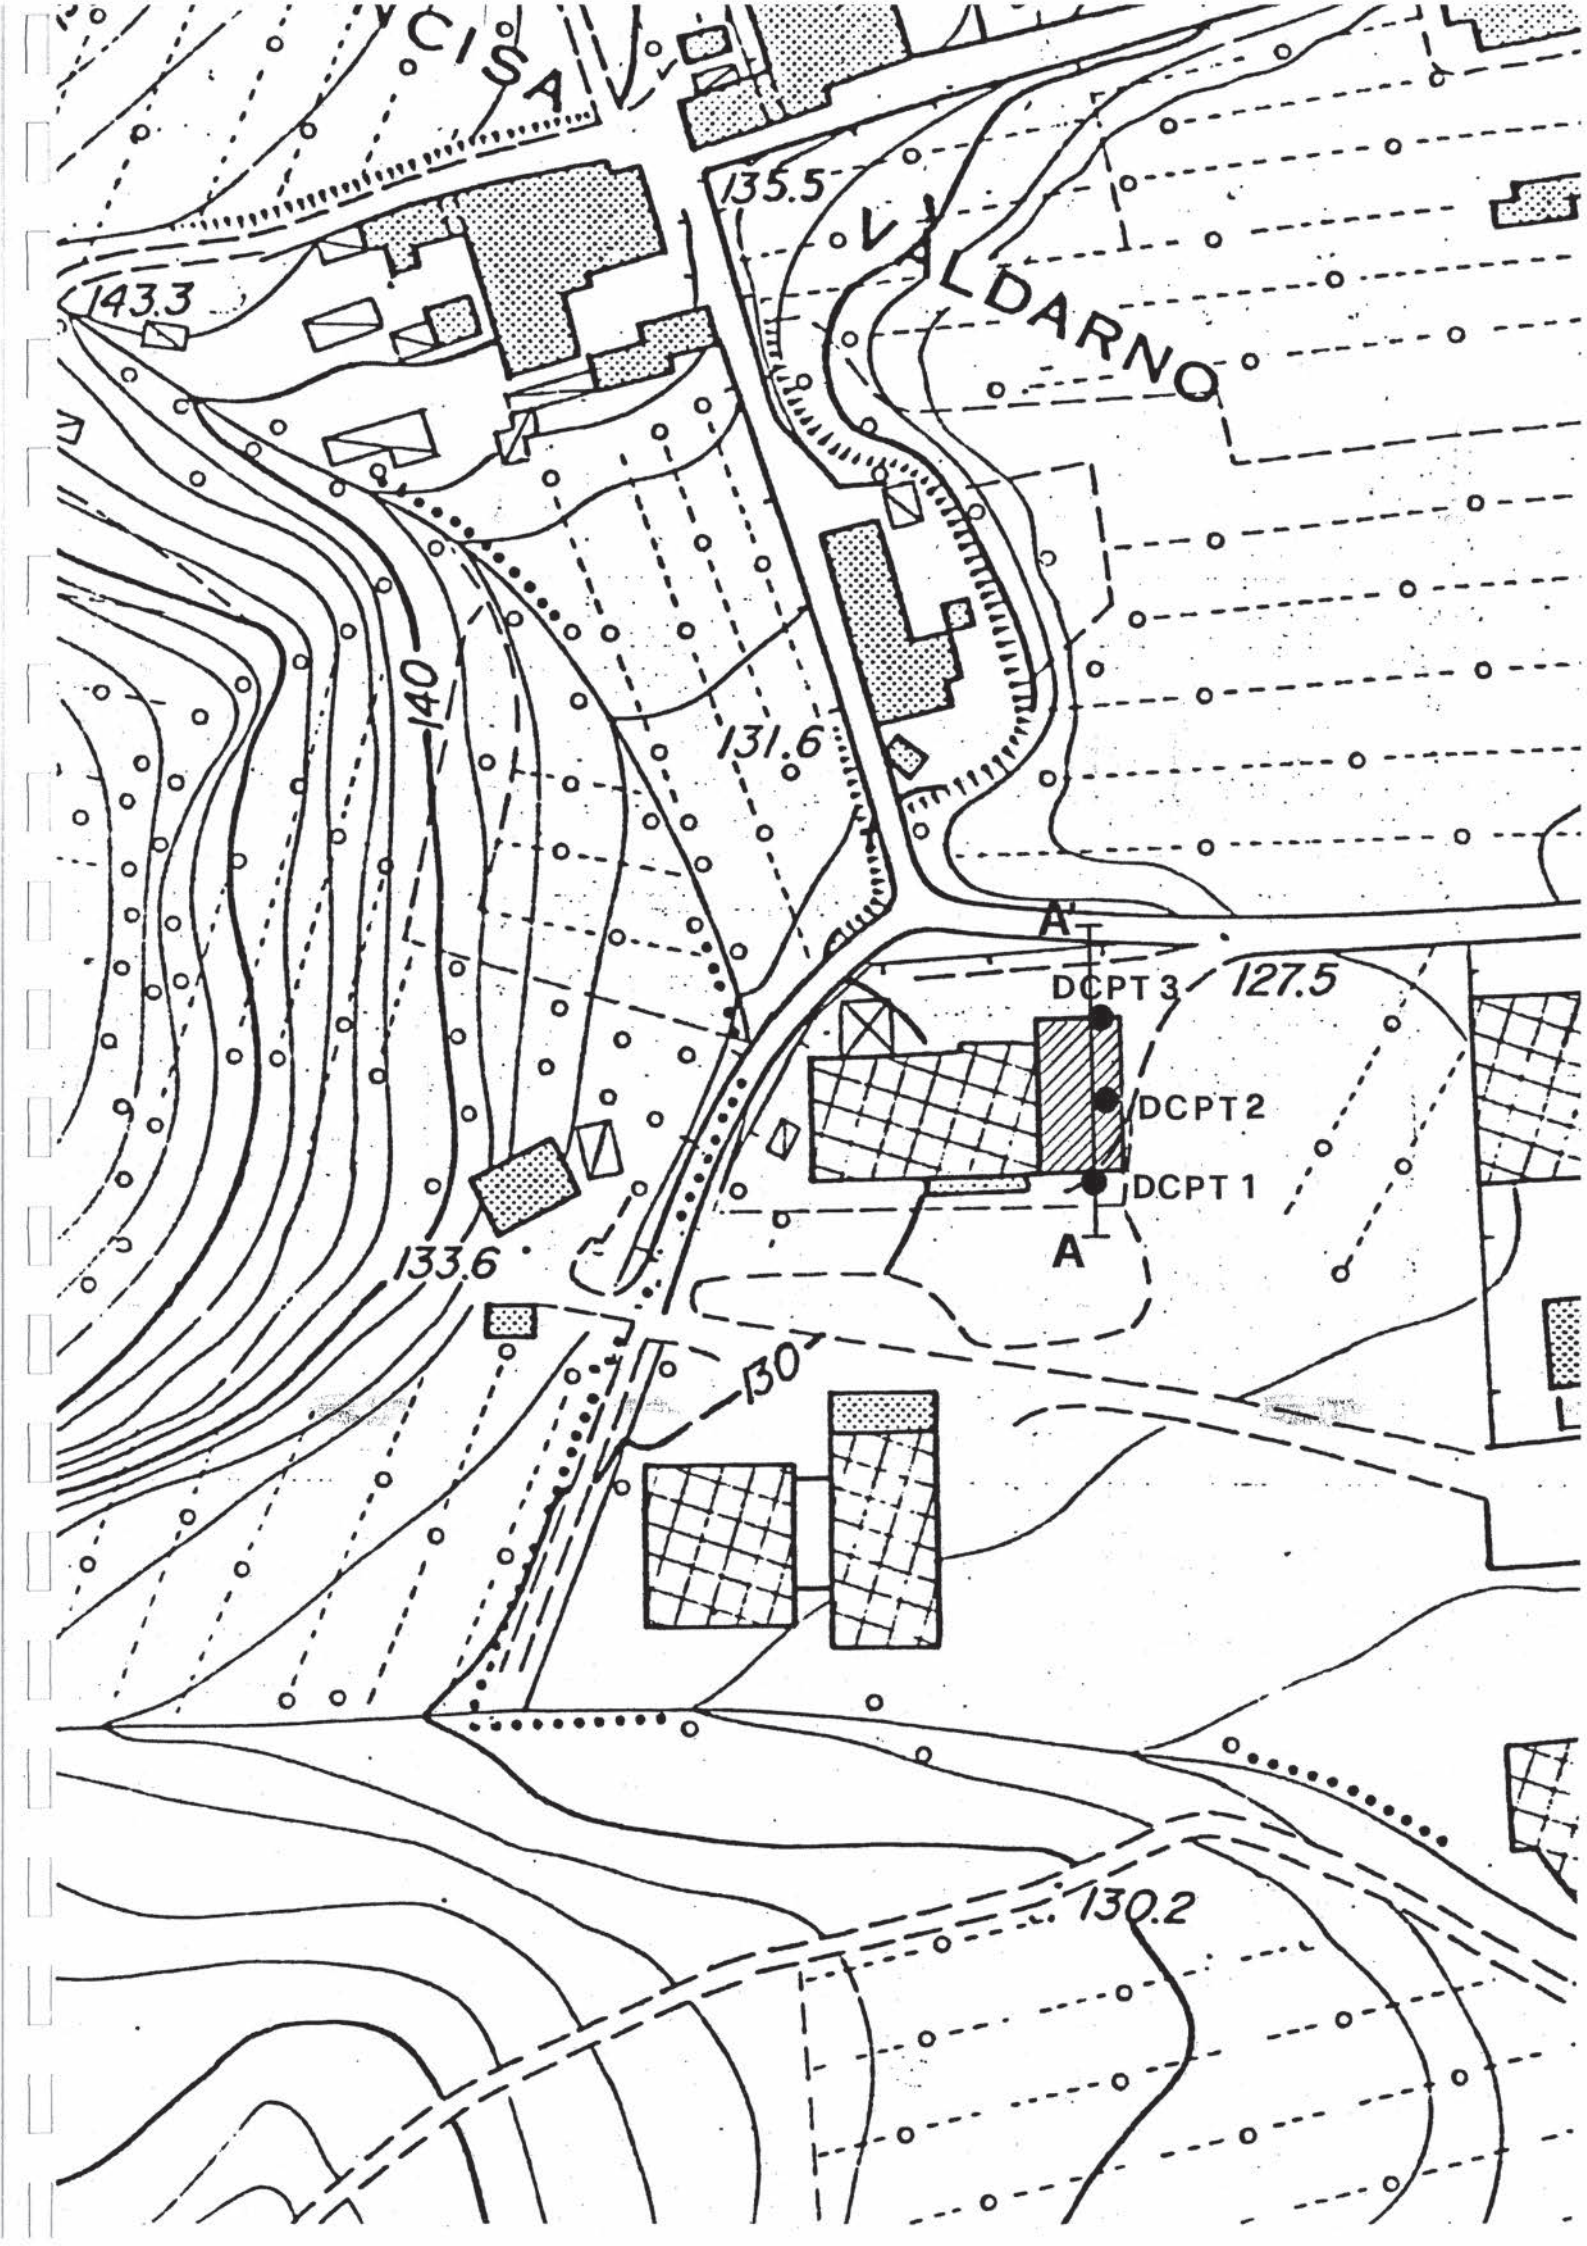 CISA
135.5
VALDARNO
143.3
140
131.6
A'
127.5
DCPT 3
DCPT 2
DCPT 1
A
133.6
130
130.2